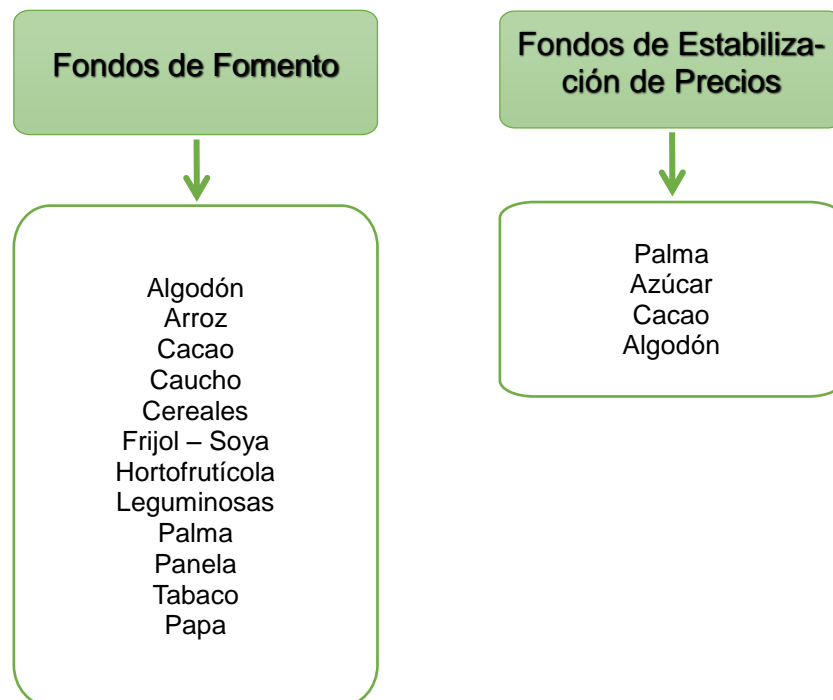 Fondos de Fomento
Algodón
Arroz
Cacao
Caucho
Cereales
Frijol – Soya
Hortofrutícola
Leguminosas
Palma
Panela
Tabaco
Papa
Fondos de Estabiliza-
ción de Precios
Palma
Azúcar
Cacao
Algodón